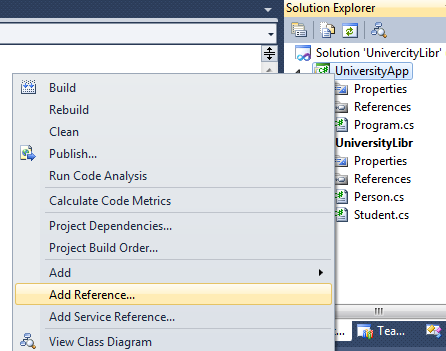 Solution Explorer
Solution 'UnivercityLibr'
UniversityApp
Properties
References
Program.cs
UniversityLibr
Properties
References
Person.cs
Student.cs
Build
Rebuild
Clean
Publish...
Run Code Analysis
Calculate Code Metrics
Project Dependencies...
Project Build Order...
Add
Add Reference...
Add Service Reference...
View Class Diagram
... Tea...